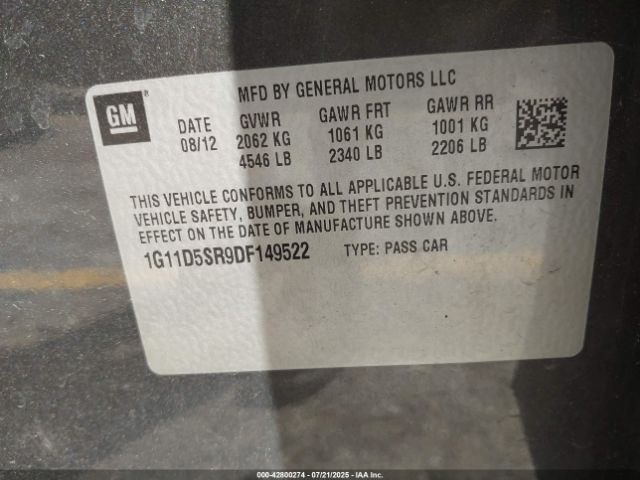 GM
®
MFD BY GENERAL MOTORS LLC
DATE GVWR GAWR FRT GAWR RR
08/12 2062 KG 1061 KG 1001 KG
4546 LB 2340 LB 2206 LB
THIS VEHICLE CONFORMS TO ALL APPLICABLE U.S. FEDERAL MOTOR
VEHICLE SAFETY, BUMPER, AND THEFT PREVENTION STANDARDS IN
EFFECT ON THE DATE OF MANUFACTURE SHOWN ABOVE.
1G11D5SR9DF149522 TYPE: PASS CAR
000-42800274 | 07/21/2025 | IAA Inc.